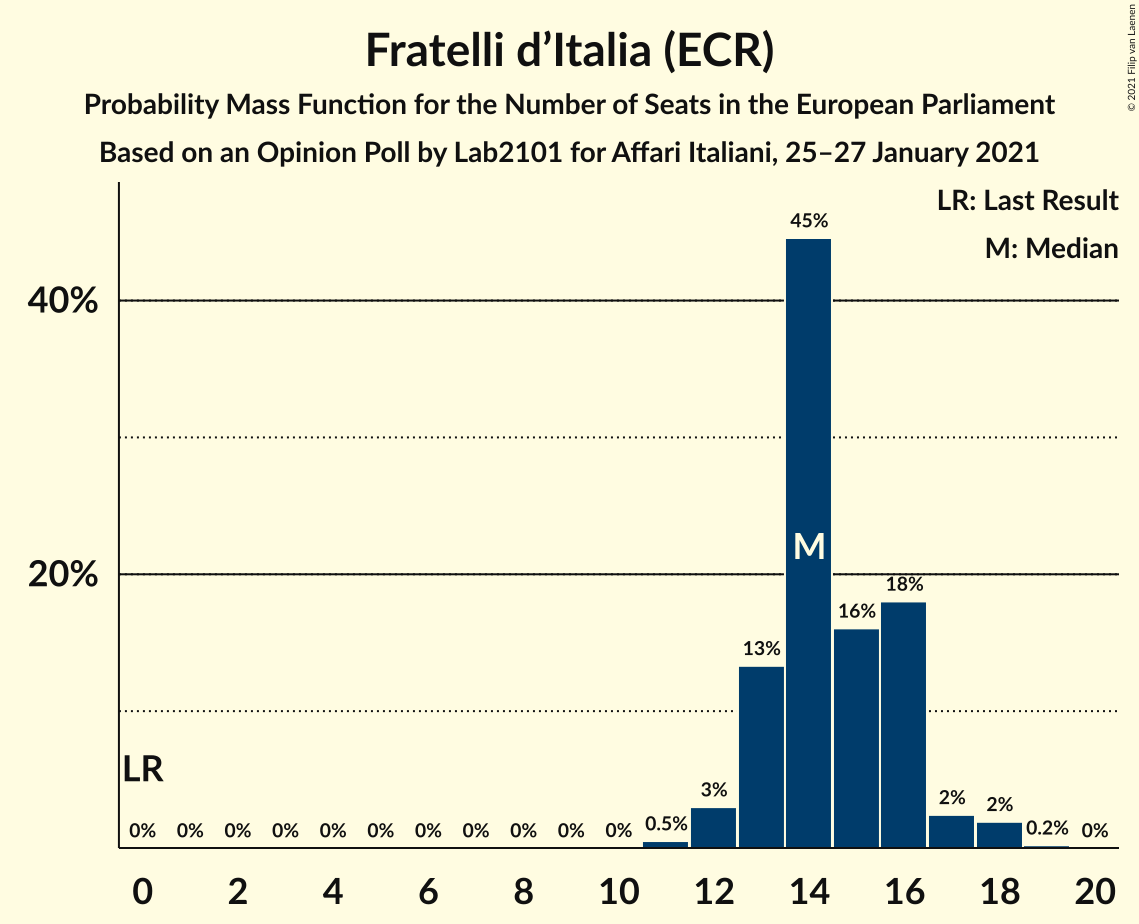 Fratelli d’Italia (ECR)
Probability Mass Function for the Number of Seats in the European Parliament
Based on an Opinion Poll by Lab2101 for Affari Italiani, 25–27 January 2021
© 2021 Filip van Laenen
LR: Last Result
M: Median
45%
40%
M
20%
18%
16%
13%
LR
3%
2%
2%
0% 0% 0% 0% 0% 0% 0% 0% 0% 0% 0% 0.5% 0.2% 0%
0 2 4 6 8 10 12 14 16 18 20